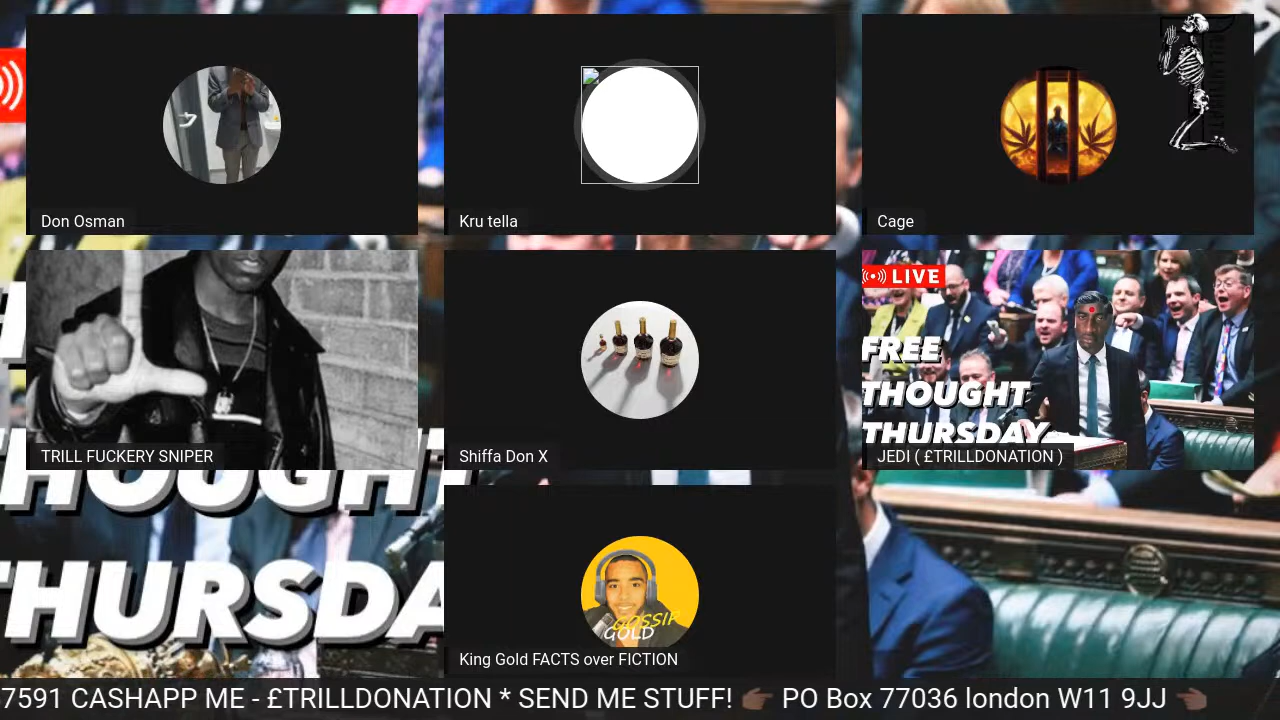 Don Osman
Kru tella
Cage
LIVE
FREE
THOUGHT
THURSDAY
TRILL FUCKERY SNIPER
Shiffa Don X
JEDI ( £TRILLDONATION )
THOUGHT
THURSDA
GOSSIP
GOLD
King Gold FACTS over FICTION
7591 CASHAPP ME - £TRILLDONATION * SEND ME STUFF! 👉🏾 PO Box 77036 london W11 9JJ 👈🏾